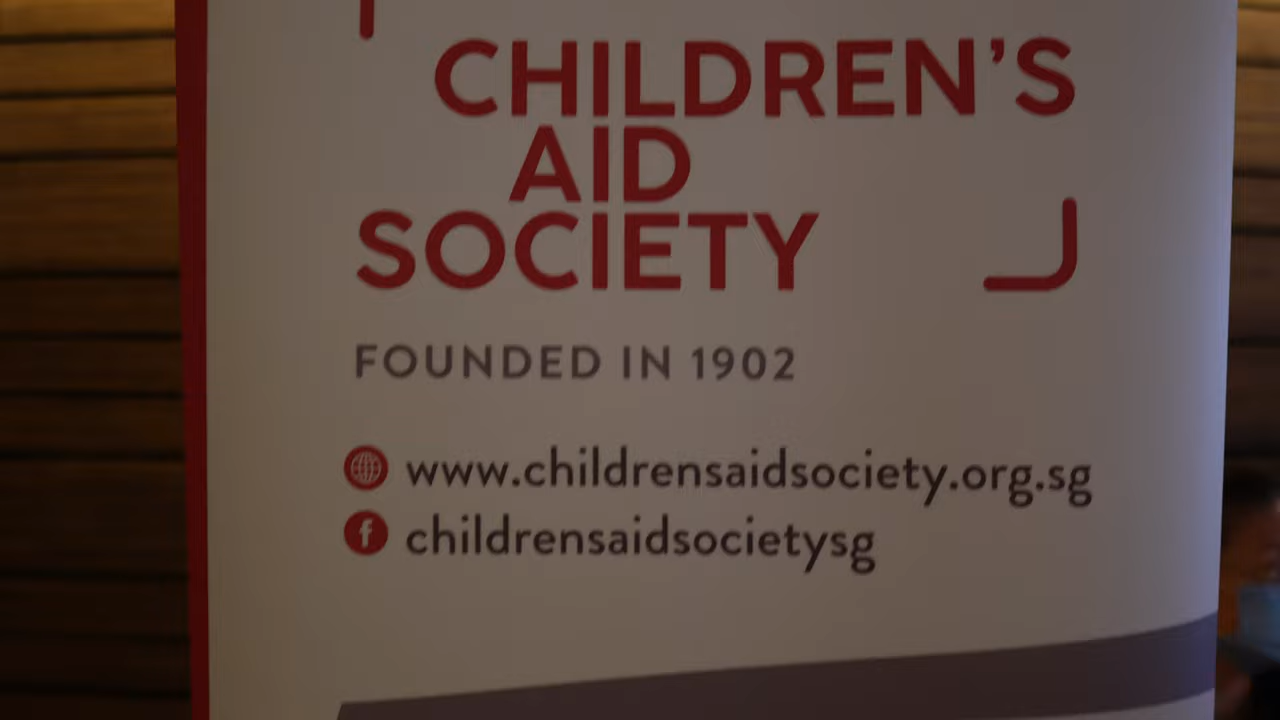 CHILDREN'S
AID
SOCIETY
FOUNDED IN 1902
www.childrensaidsociety.org.sg
childrensaidsocietysg